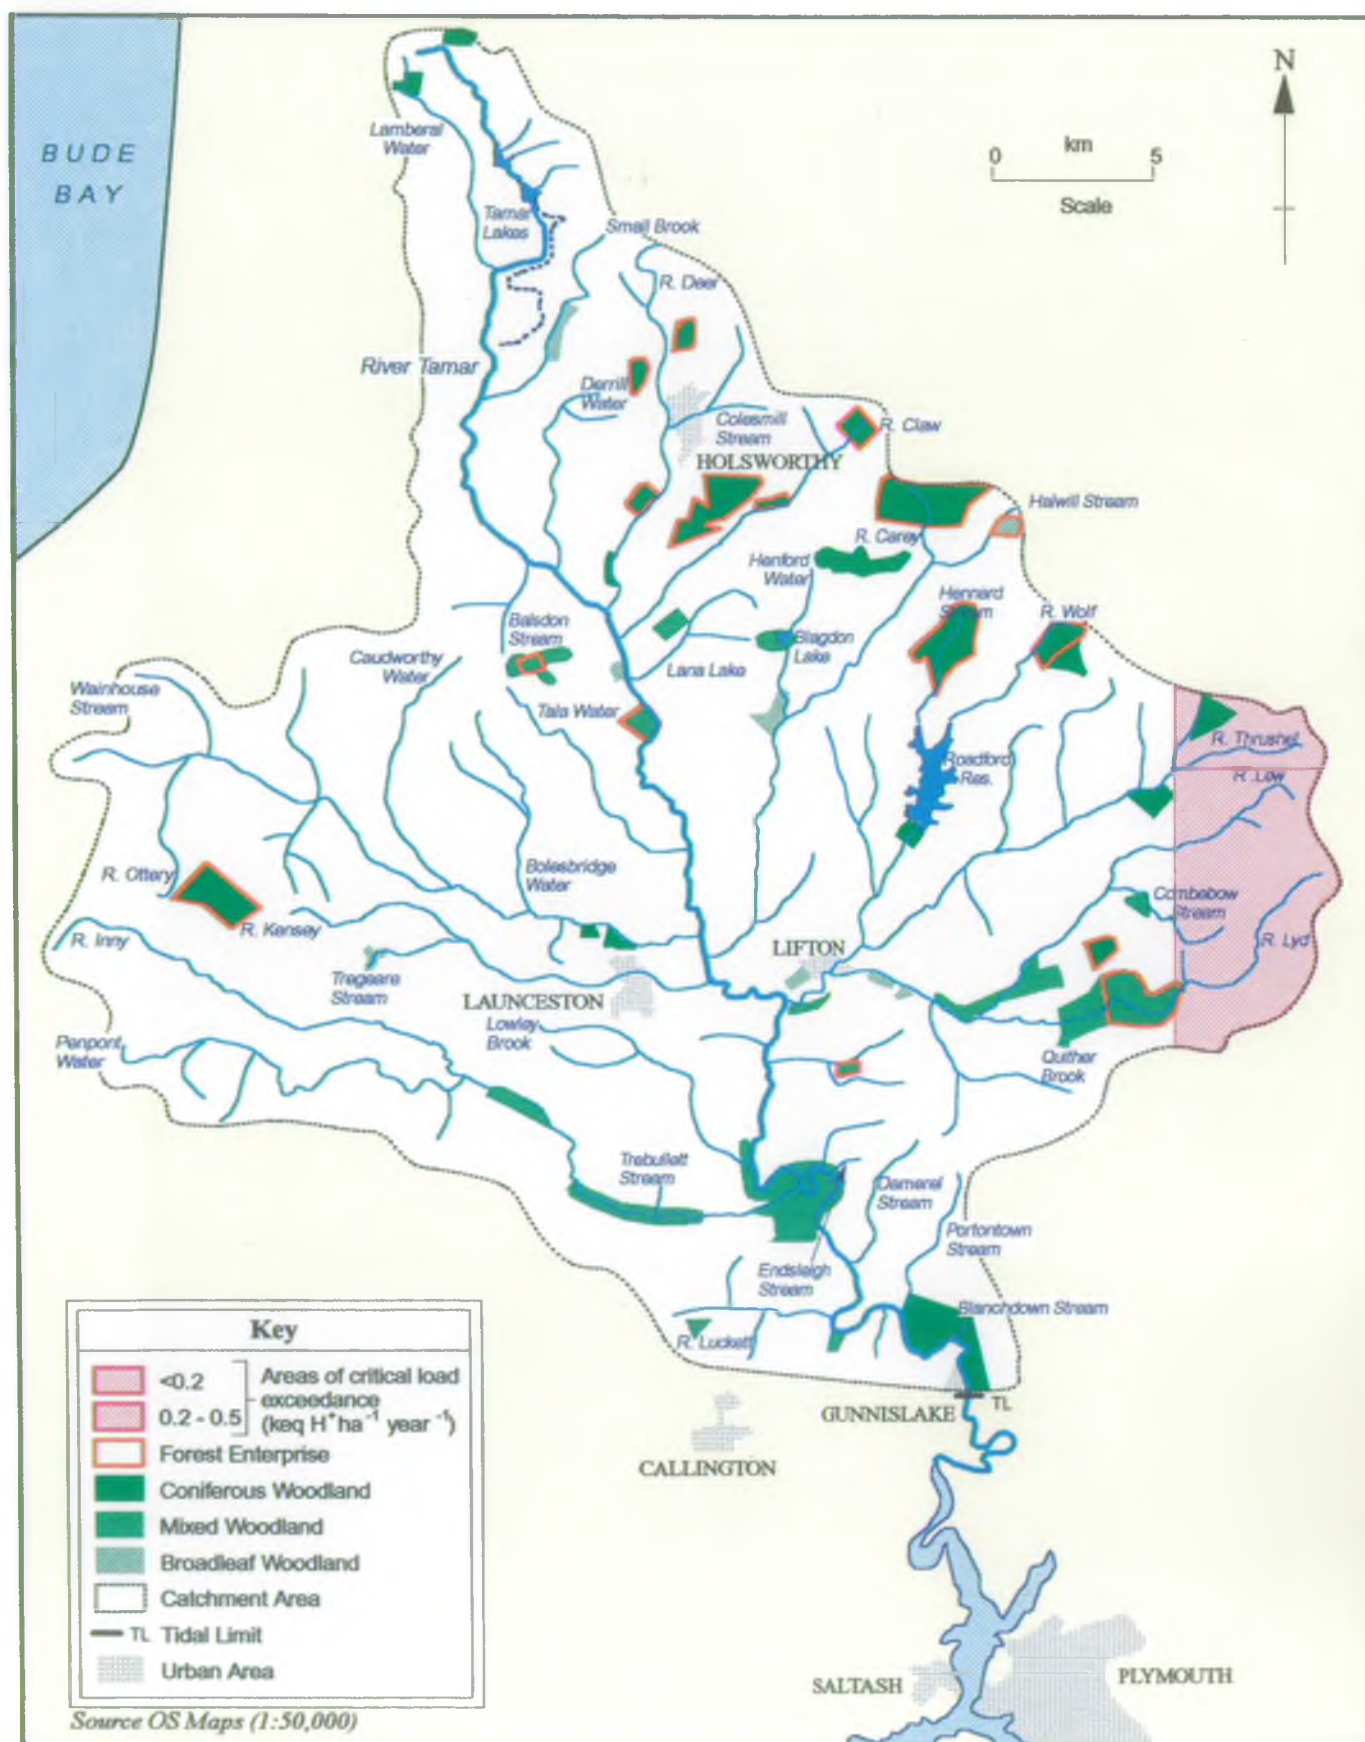 N
BUDE
BAY
0
km
5
Scale
Lamberal
Water
Tamar
Lakes
Small Brook
R. Deer
River Tamar
Derrill
Water
Colesmill
Stream
R. Claw
HOLSWORTHY
Halwill Stream
R. Carey
Henford
Water
Hennard
Stream
R. Wolf
Balsdon
Stream
Blagdon
Lake
Caudworthy
Water
Lana Lake
Wainhouse
Stream
Tala Water
R. Thrushel
Roadford
Res.
R. Lew
Bolesbridge
Water
R. Ottery
Combebow
Stream
R. Kensey
R. Inny
R. Lyd
LIFTON
Tregeare
Stream
LAUNCESTON
Lowley
Brook
Penpont
Water
Quither
Brook
Trebullett
Stream
Damerel
Stream
Portontown
Stream
Endsleigh
Stream
Blanchdown Stream
R. Luckett
TL
GUNNISLAKE
CALLINGTON
SALTASH
PLYMOUTH
Key
<0.2
0.2 - 0.5
Areas of critical load
exceedance
(keq H⁺ha⁻¹ year⁻¹)
Forest Enterprise
Coniferous Woodland
Mixed Woodland
Broadleaf Woodland
Catchment Area
TL Tidal Limit
Urban Area
Source OS Maps (1:50,000)